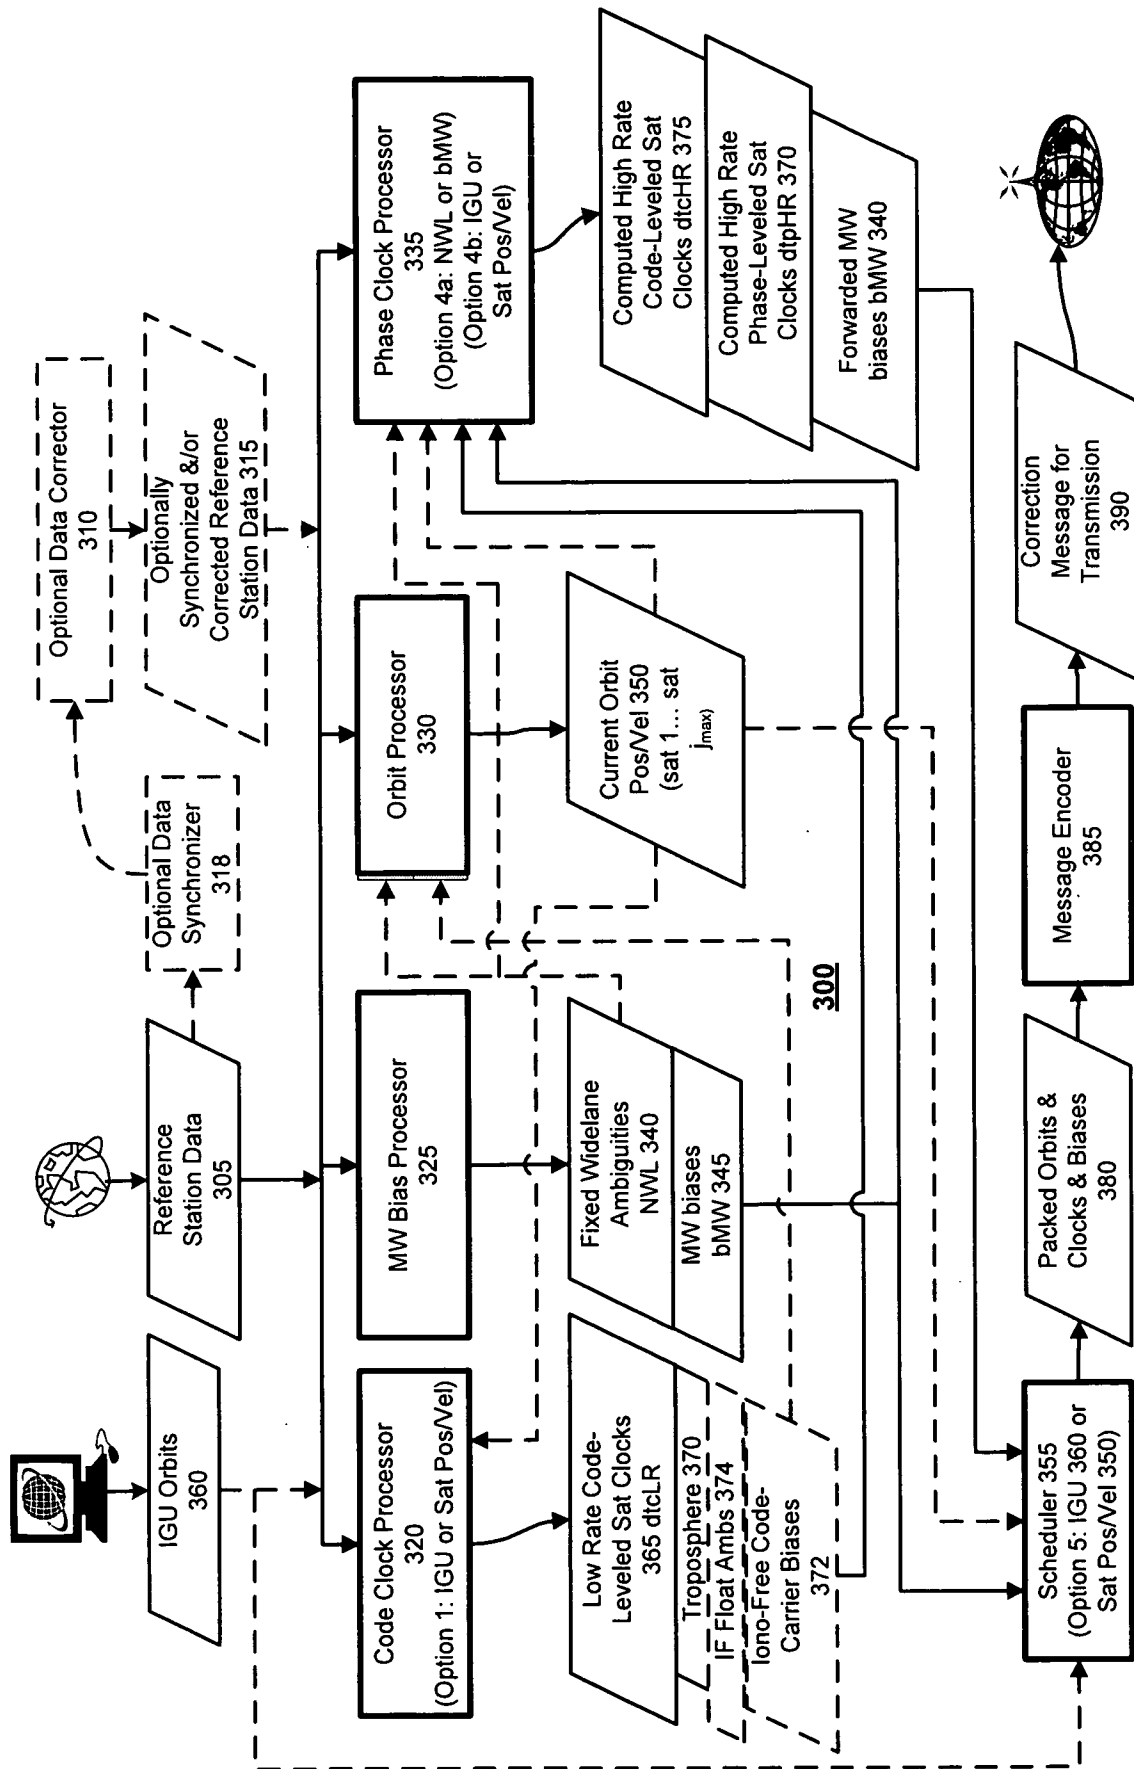 IGU Orbits
360
Reference
Station Data
305
Optional Data
Synchronizer
318
Optional Data Corrector
310
Optionally
Synchronized &/or
Corrected Reference
Station Data 315
Code Clock Processor
320
(Option 1: IGU or Sat Pos/Vel)
MW Bias Processor
325
Orbit Processor
330
Phase Clock Processor
335
(Option 4a: NWL or bMW)
(Option 4b: IGU or
Sat Pos/Vel)
Low Rate Code-
Leveled Sat Clocks
365 dtcLR
Troposphere 370
IF Float Ambs 374
Iono-Free Code-
Carrier Biases
372
Fixed Widelane
Ambiguities
NWL 340
MW biases
bMW 345
Current Orbit
Pos/Vel 350
(sat 1... sat
jmax)
Computed High Rate
Code-Leveled Sat
Clocks dtcHR 375
Computed High Rate
Phase-Leveled Sat
Clocks dtpHR 370
Forwarded MW
biases bMW 340
300
Scheduler 355
(Option 5: IGU 360 or
Sat Pos/Vel 350)
Packed Orbits &
Clocks & Biases
380
Message Encoder
385
Correction
Message for
Transmission
390